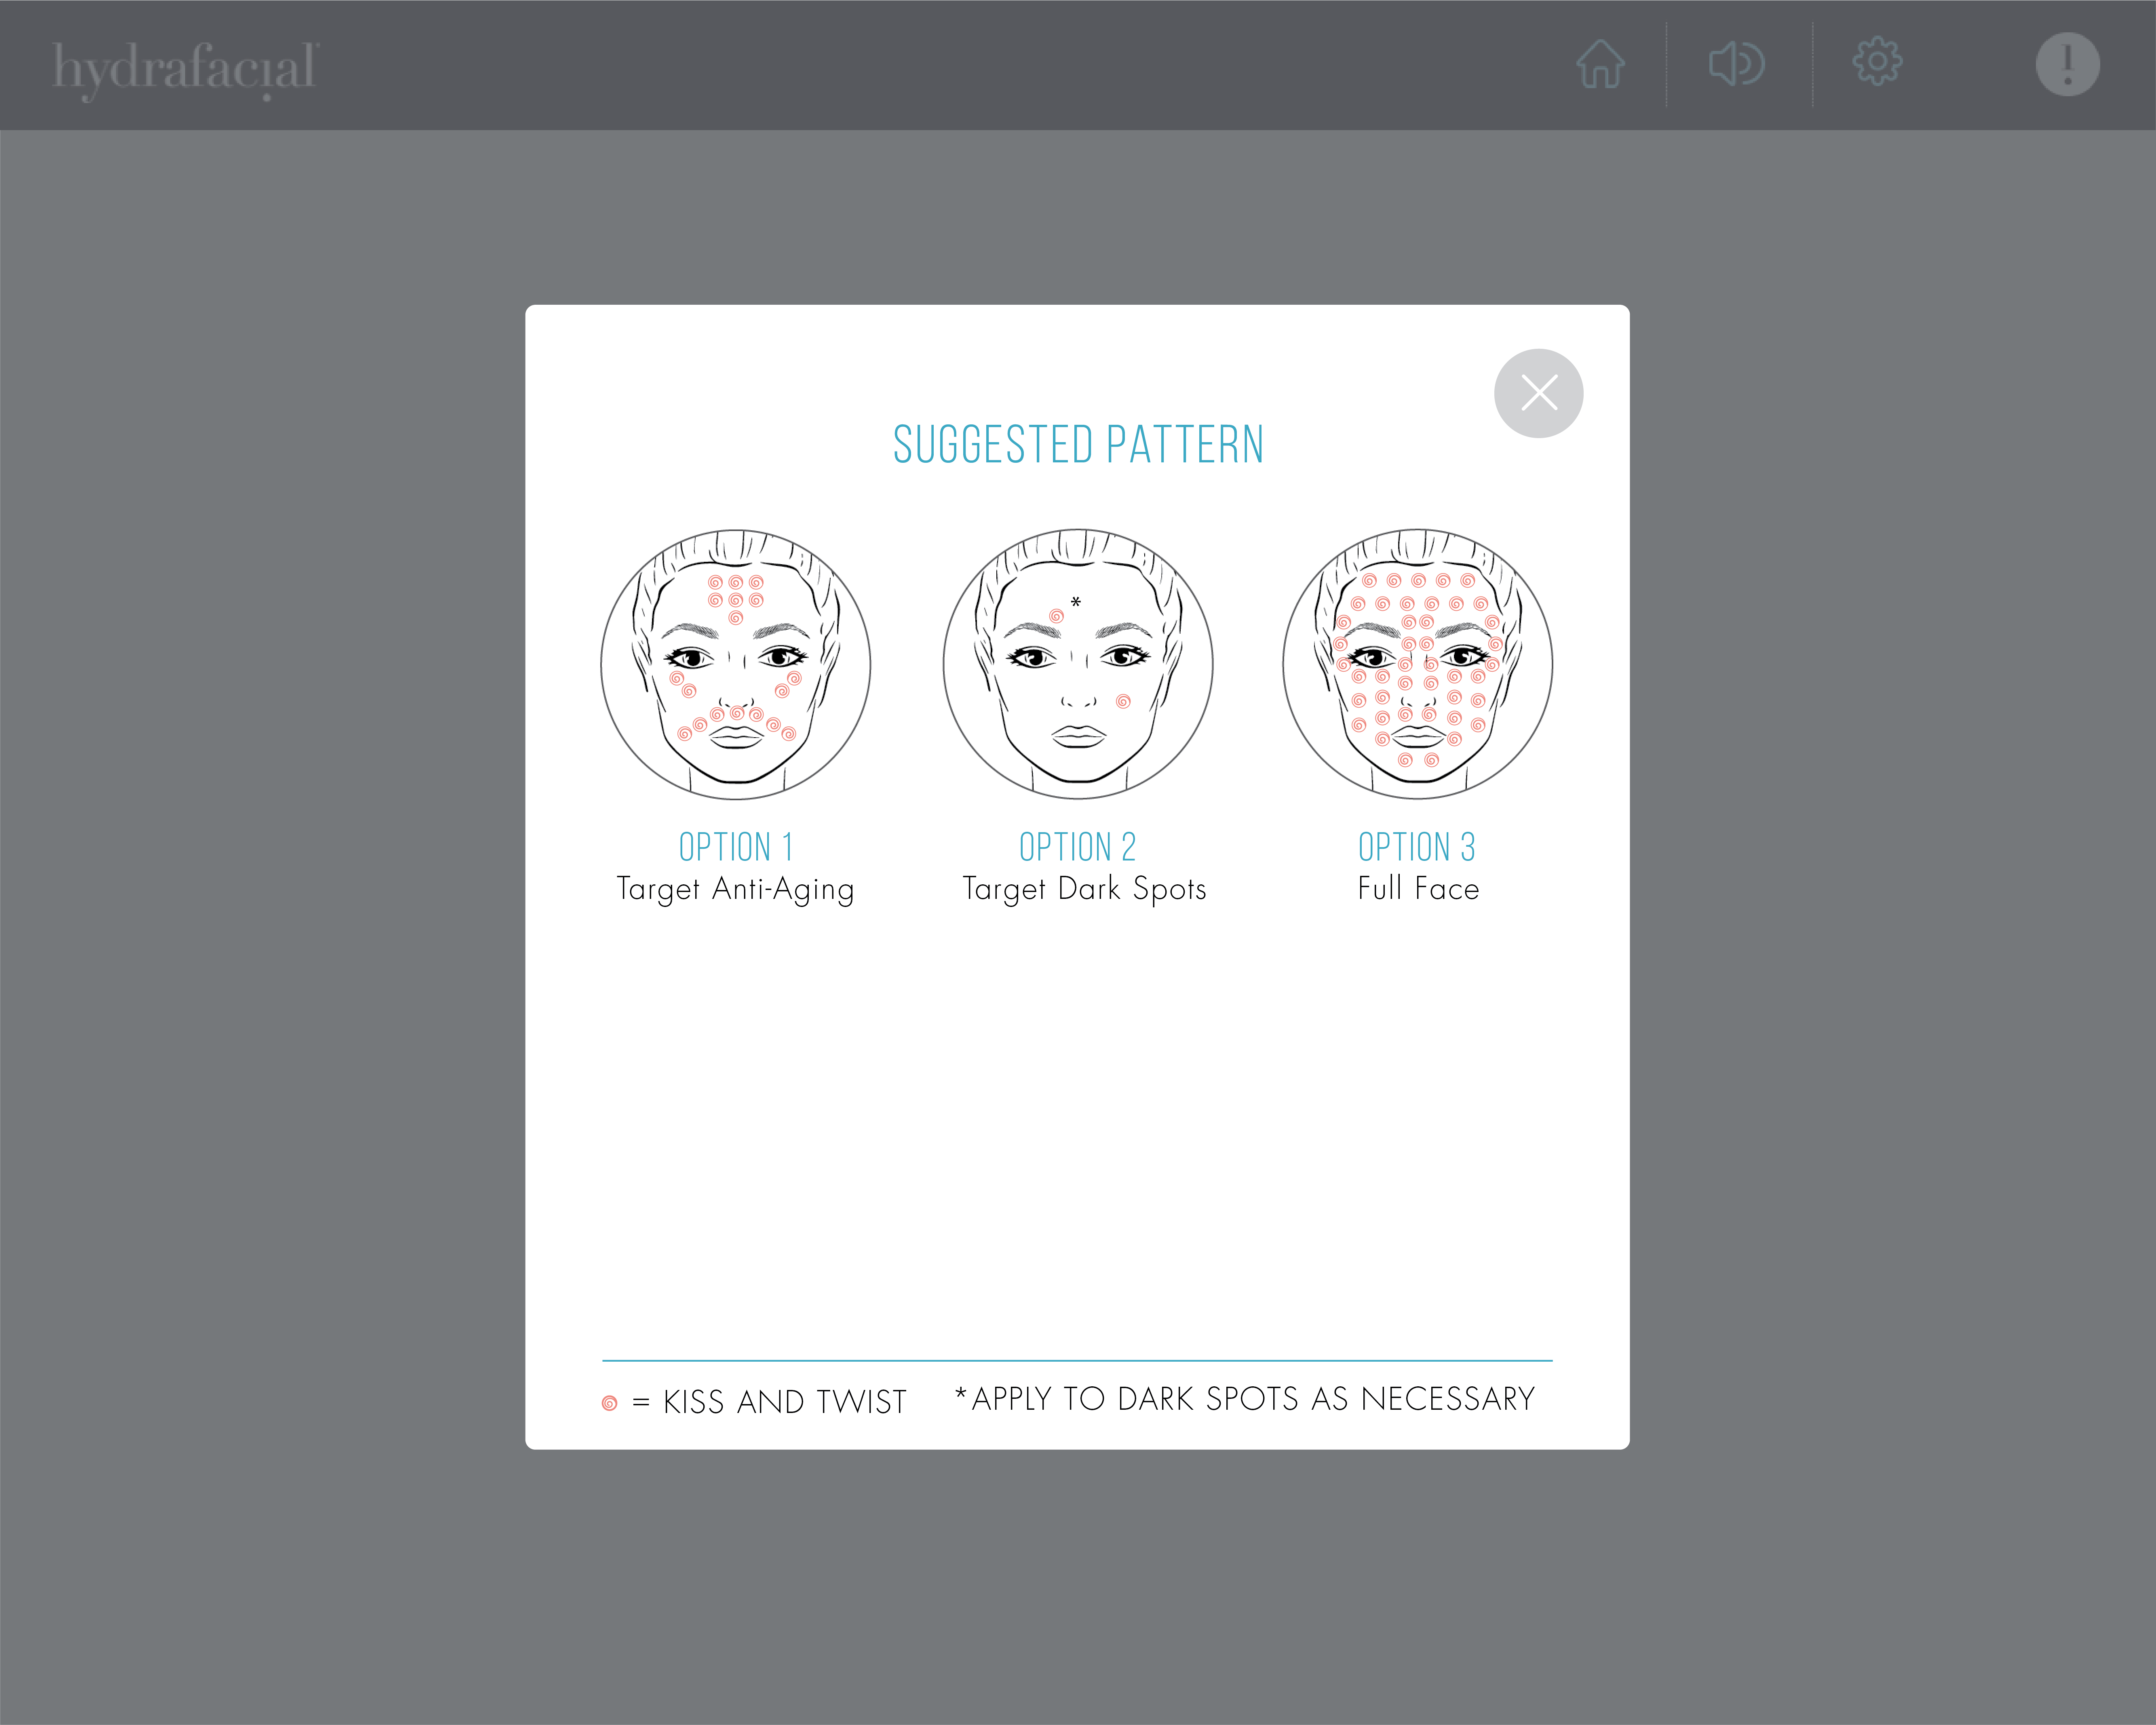 hydrafacial
SUGGESTED PATTERN
*
OPTION 1
Target Anti-Aging
OPTION 2
Target Dark Spots
OPTION 3
Full Face
= KISS AND TWIST
*APPLY TO DARK SPOTS AS NECESSARY